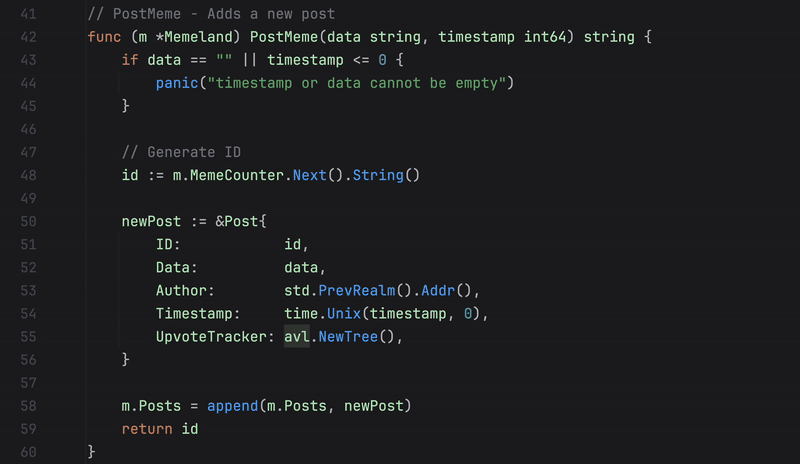 41 // PostMeme - Adds a new post
42 func (m *Memeland) PostMeme(data string, timestamp int64) string {
43     if data == "" || timestamp <= 0 {
44         panic("timestamp or data cannot be empty")
45     }
46
47     // Generate ID
48     id := m.MemeCounter.Next().String()
49
50     newPost := &Post{
51         ID:            id,
52         Data:          data,
53         Author:        std.PrevRealm().Addr(),
54         Timestamp:     time.Unix(timestamp, 0),
55         UpvoteTracker: avl.NewTree(),
56     }
57
58     m.Posts = append(m.Posts, newPost)
59     return id
60 }